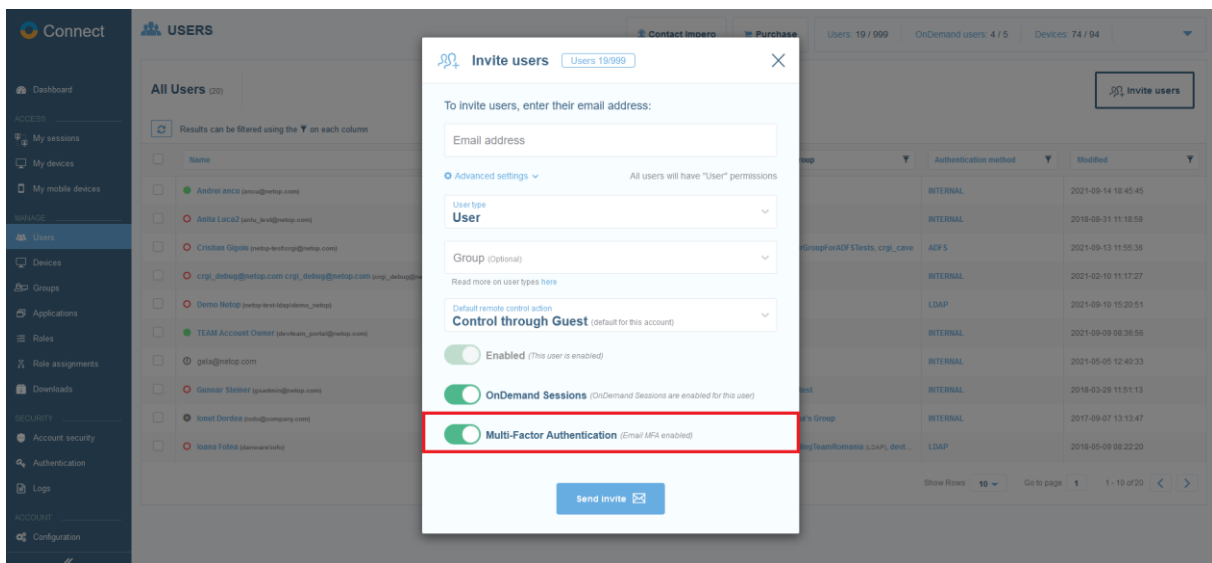 Connect
USERS
Contact Impero
Purchase
Users: 19 / 999
OnDemand users: 4 / 5
Devices: 74 / 94
Dashboard
ACCESS
My sessions
My devices
My mobile devices
MANAGE
Users
Devices
Groups
Applications
Roles
Role assignments
Downloads
SECURITY
Account security
Authentication
Logs
ACCOUNT
Configuration
All Users (20)
Invite users
Results can be filtered using the on each column
Name
Authentication method
Modified
Andrei ancu (ancu@netop.com)
INTERNAL
2021-09-14 18:45:45
Anita Luca2
INTERNAL
2018-08-31 11:18:59
Cristian Gigoiu
rGroupForADFSTests, crgi_cave
ADFS
2021-09-13 11:55:36
crgi_debug@netop.com crgi_debug@netop.com
INTERNAL
2021-02-10 11:17:27
Demo Netop
LDAP
2021-09-10 15:20:51
TEAM Account Owner
INTERNAL
2021-09-09 08:36:56
gala@netop.com
INTERNAL
2021-05-05 12:40:33
Gunnar Steiner
INTERNAL
2018-03-29 11:51:13
Ionut Dordea
's Group
INTERNAL
2017-09-07 13:13:47
Ioana Fotea
LDAP
2018-05-09 08:22:20
Show Rows 10
Go to page 1
1 - 10 of 20
Invite users
Users 19/999
To invite users, enter their email address:
Email address
Advanced settings
All users will have "User" permissions
User type
User
Group (Optional)
Read more on user types here
Default remote control action
Control through Guest (default for this account)
Enabled (This user is enabled)
OnDemand Sessions (OnDemand Sessions are enabled for this user)
Multi-Factor Authentication (Email MFA enabled)
Send invite